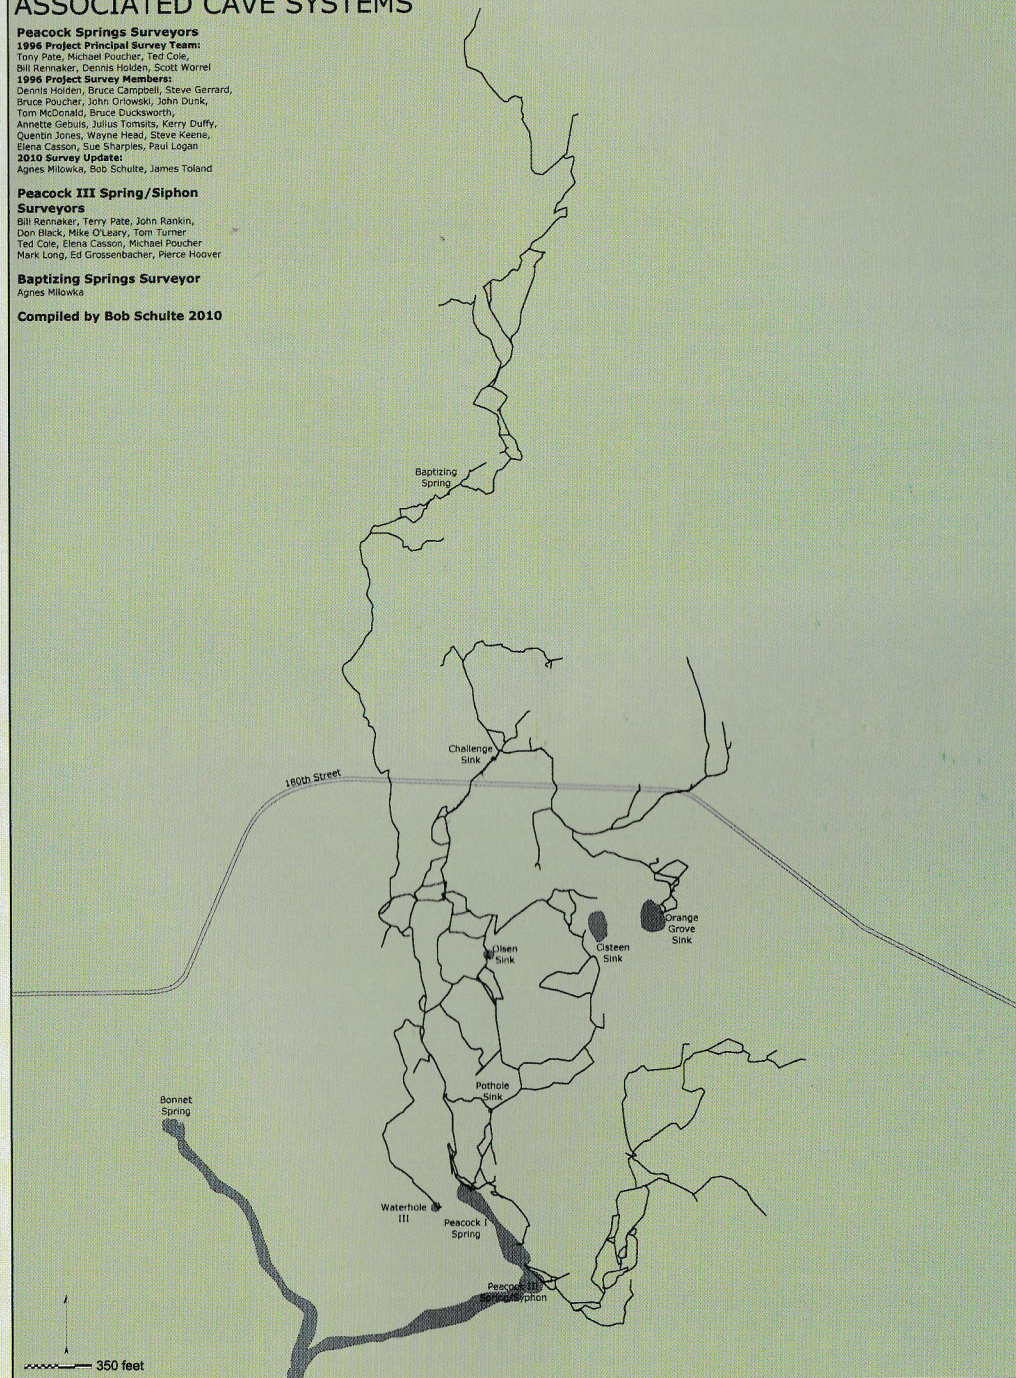 ASSOCIATED CAVE SYSTEMS
Peacock Springs Surveyors
1996 Project Principal Survey Team:
Tony Pate, Michael Poucher, Ted Cole,
Bill Rennaker, Dennis Holden, Scott Worrel
1996 Project Survey Members:
Dennis Holden, Bruce Campbell, Steve Gerrard,
Bruce Poucher, John Orlowski, John Dunk,
Tom McDonald, Bruce Ducksworth,
Annette Gebuis, Julius Tomsits, Kerry Duffy,
Quentin Jones, Wayne Head, Steve Keene,
Elena Casson, Sue Sharples, Paul Logan
2010 Survey Update:
Agnes Milowka, Bob Schulte, James Toland
Peacock III Spring/Siphon
Surveyors
Bill Rennaker, Terry Pate, John Rankin,
Don Black, Mike O'Leary, Tom Turner
Ted Cole, Elena Casson, Michael Poucher
Mark Long, Ed Grossenbacher, Pierce Hoover
Baptizing Springs Surveyor
Agnes Milowka
Compiled by Bob Schulte 2010
Baptizing
Spring
Challenge
Sink
180th Street
Orange
Grove
Sink
Cisteen
Sink
Olsen
Sink
Pothole
Sink
Bonnet
Spring
Waterhole
III
Peacock I
Spring
Peacock III
Spring/Syphon
350 feet